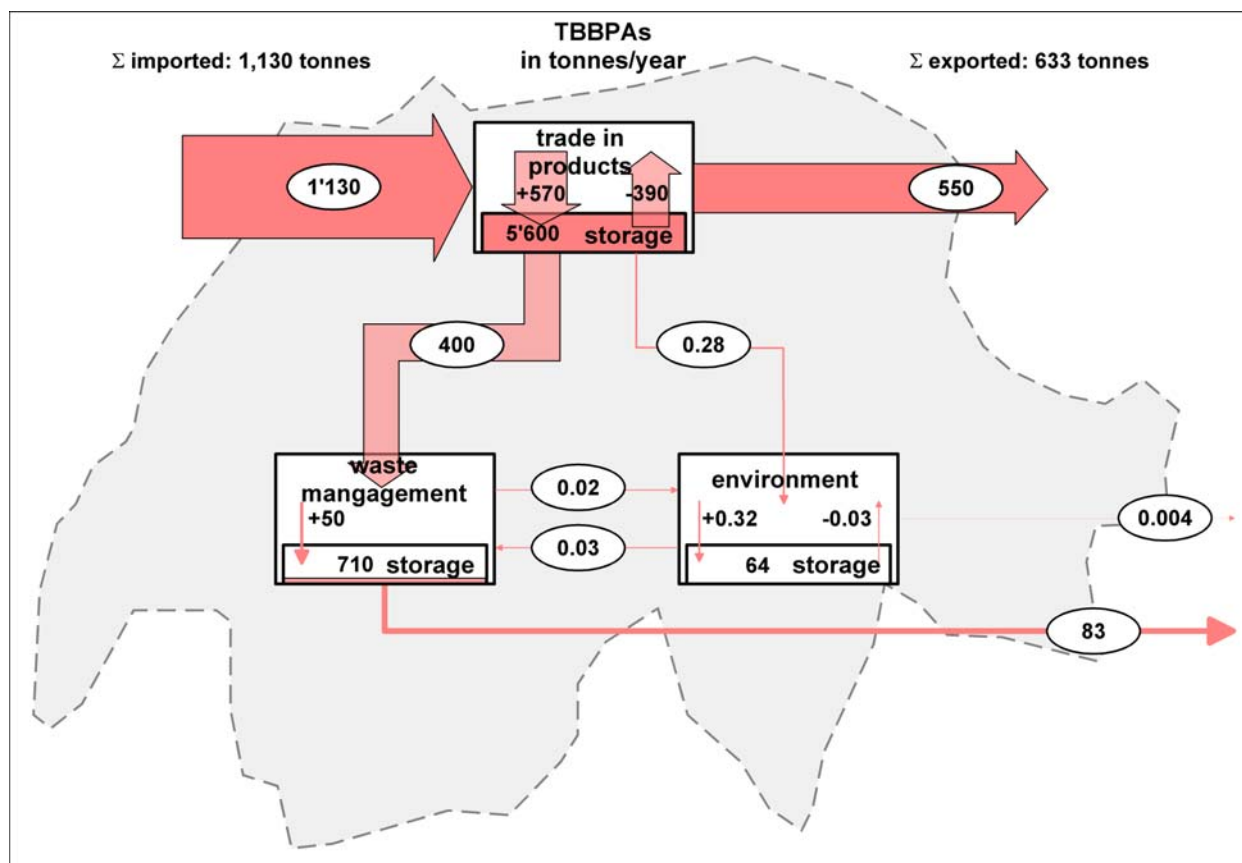 TBBPAs
in tonnes/year
Σ imported: 1,130 tonnes
Σ exported: 633 tonnes
trade in
products
1'130
+570
-390
550
5'600 storage
400
0.28
waste
mangagement
+50
710 storage
0.02
0.03
environment
+0.32
-0.03
64 storage
0.004
83